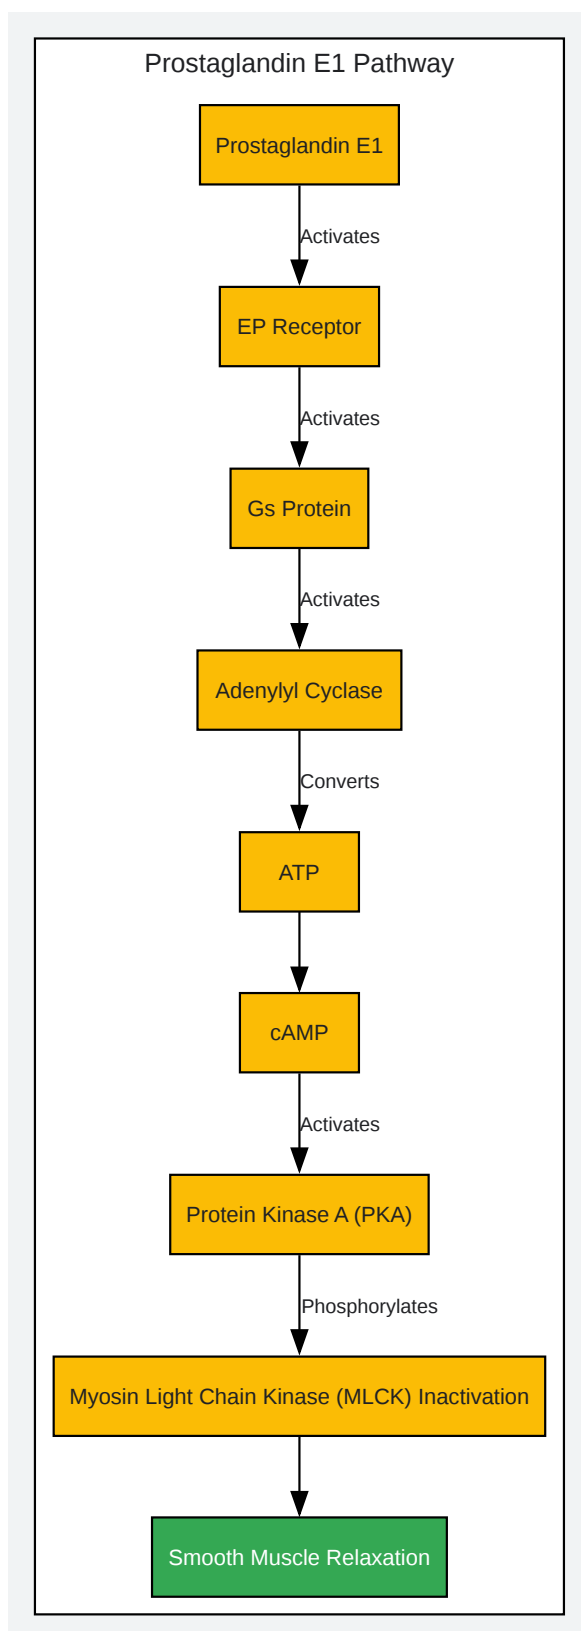 Prostaglandin E1 Pathway
Prostaglandin E1
Activates
EP Receptor
Activates
Gs Protein
Activates
Adenylyl Cyclase
Converts
ATP
cAMP
Activates
Protein Kinase A (PKA)
Phosphorylates
Myosin Light Chain Kinase (MLCK) Inactivation
Smooth Muscle Relaxation